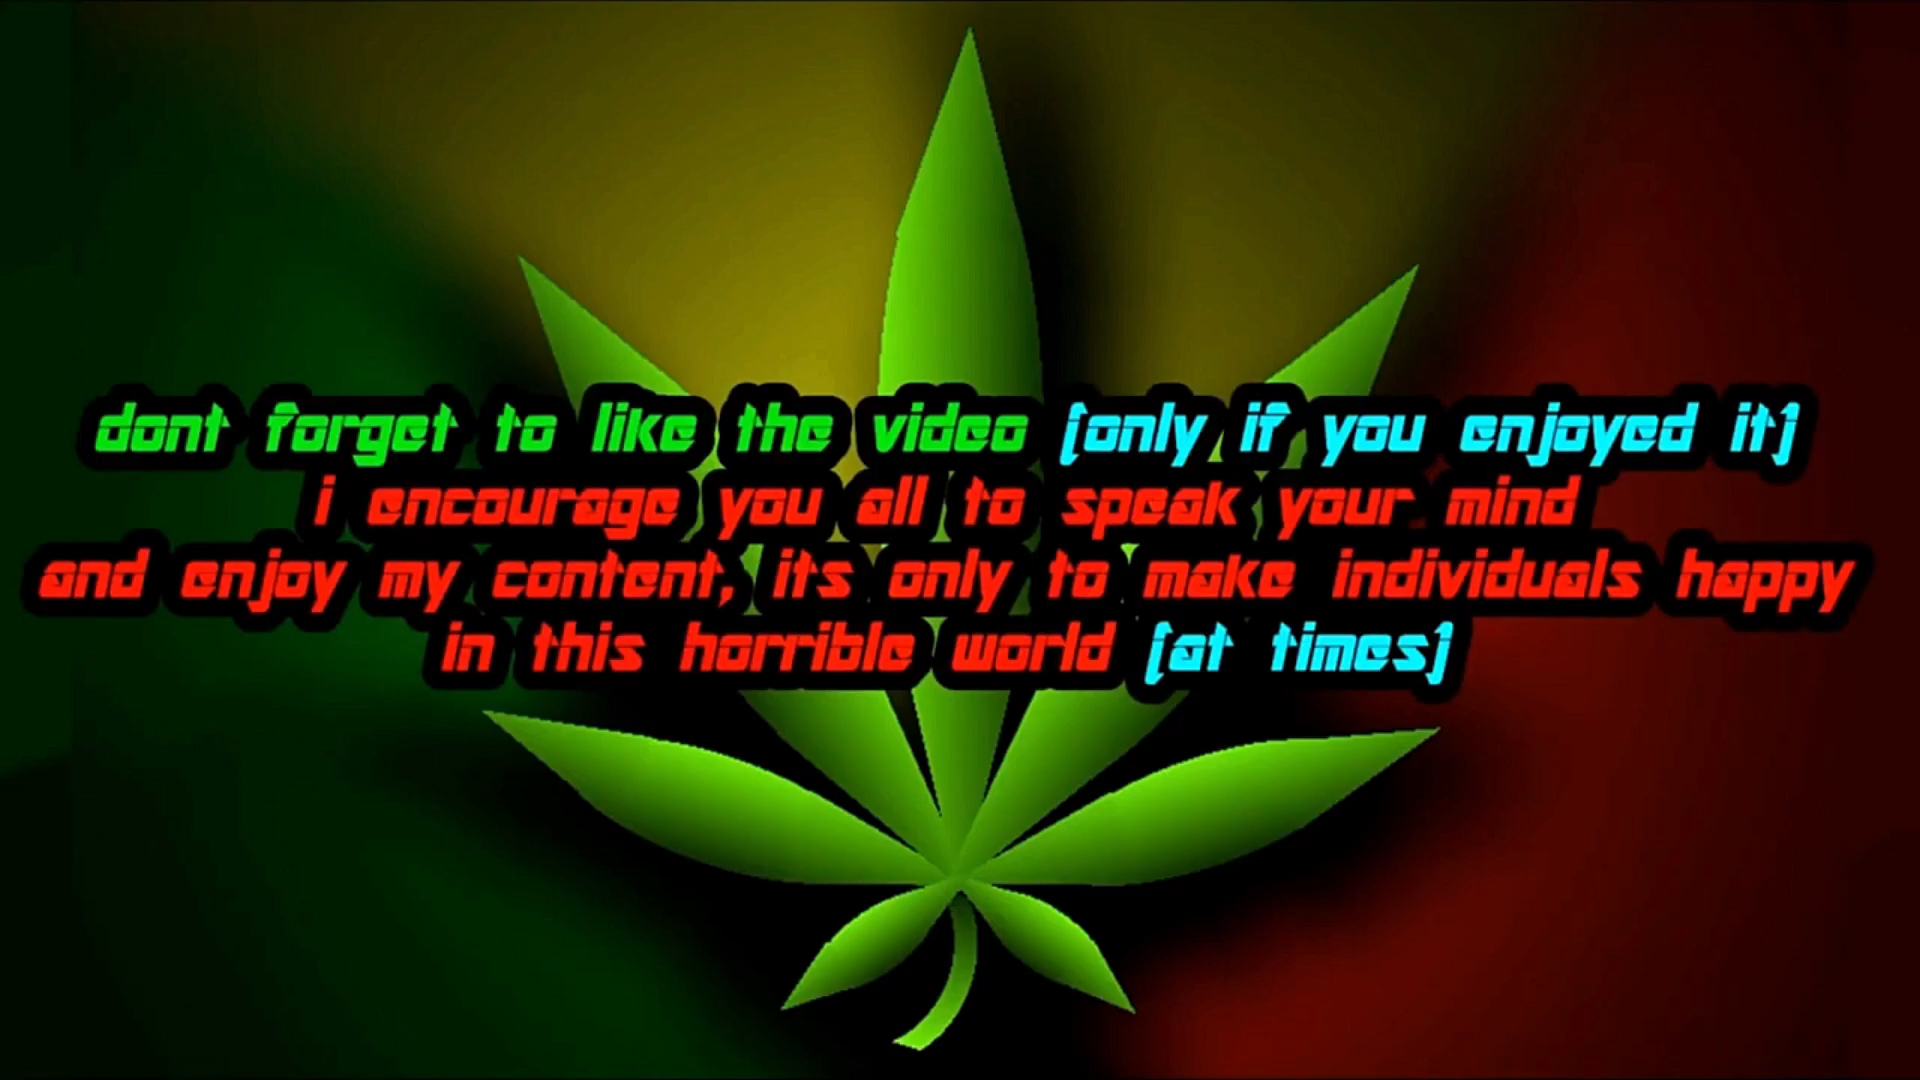 dont forget to like the video (only if you enjoyed it)
i encourage you all to speak your mind
and enjoy my content, its only to make individuals happy
in this horrible world (at times)